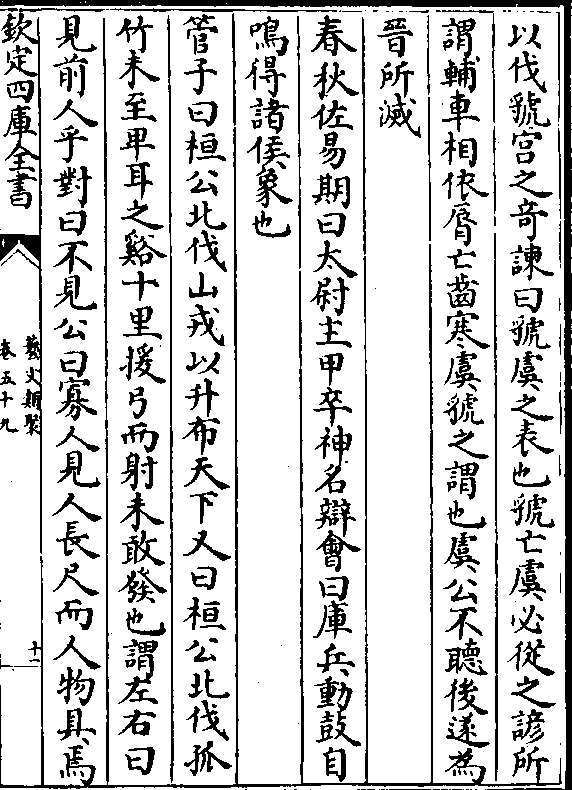 以伐虢宫之竒諌曰虢虞之表也虢亡虞必從之諺所
謂輔車相依脣亡齒寒虞虢之謂也虞公不聽後遂為
晉所滅
春秋佐易期曰太尉主甲卒神名辯會曰庫兵動鼓自
鳴得諸侯象也
管子曰桓公北伐山戎以升布天下又曰桓公北伐孤
竹未至卑耳之谿十里援弓而射未敢發也謂左右曰
見前人乎對曰不見公曰寡人見人長尺而人物具焉
欽定四庫全書
藝文類聚
卷五十九
十一